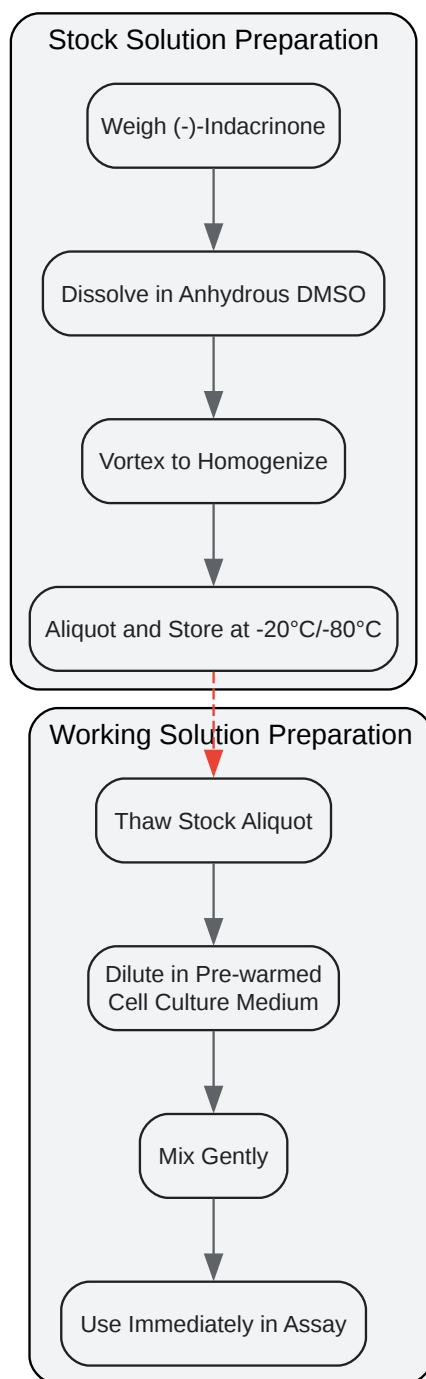 Stock Solution Preparation
Weigh (-)-Indacrinone
Dissolve in Anhydrous DMSO
Vortex to Homogenize
Aliquot and Store at -20°C/-80°C
Working Solution Preparation
Thaw Stock Aliquot
Dilute in Pre-warmed
Cell Culture Medium
Mix Gently
Use Immediately in Assay